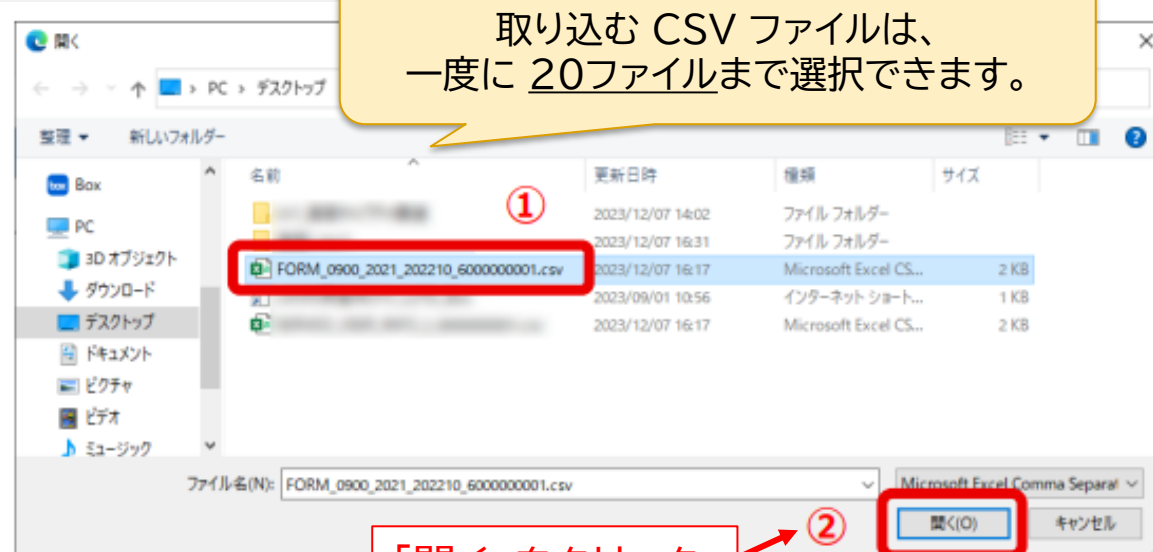 取り込む CSV ファイルは、
一度に 20ファイルまで選択できます。
開く
PC › デスクトップ
整理 新しいフォルダー
名前 更新日時 種類 サイズ
Box
PC
3D オブジェクト
ダウンロード
デスクトップ
ドキュメント
ピクチャ
ビデオ
ミュージック
①
2023/12/07 14:02 ファイル フォルダー
2023/12/07 16:31 ファイル フォルダー
FORM_0900_2021_202210_6000000001.csv 2023/12/07 16:17 Microsoft Excel CS... 2 KB
2023/09/01 10:56 インターネット ショート... 1 KB
2023/12/07 16:17 Microsoft Excel CS... 2 KB
ファイル名(N): FORM_0900_2021_202210_6000000001.csv Microsoft Excel Comma Separat
② 開く(O) キャンセル